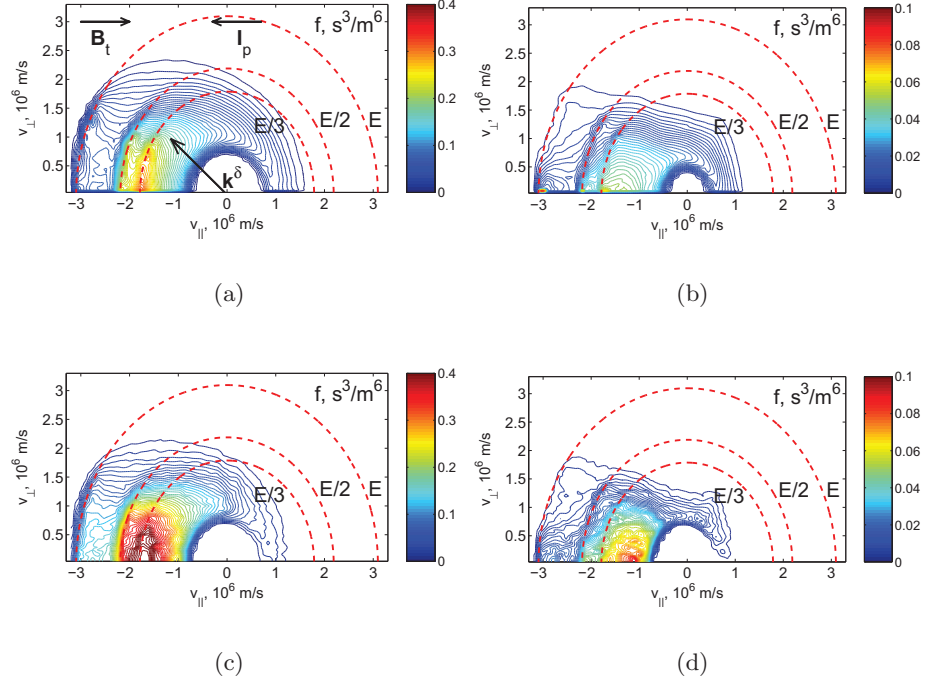 B_t
I_p
f, s^3/m^6
E/3
E/2
E
k^δ
v_⊥, 10^6 m/s
3
2.5
2
1.5
1
0.5
−3 −2 −1 0 1 2 3
v_||, 10^6 m/s
0.4
0.3
0.2
0.1
0
(a)
f, s^3/m^6
E/3
E/2
E
v_⊥, 10^6 m/s
3
2.5
2
1.5
1
0.5
−3 −2 −1 0 1 2 3
v_||, 10^6 m/s
0.1
0.08
0.06
0.04
0.02
0
(b)
f, s^3/m^6
E/3
E/2
E
v_⊥, 10^6 m/s
3
2.5
2
1.5
1
0.5
−3 −2 −1 0 1 2 3
v_||, 10^6 m/s
0.4
0.3
0.2
0.1
0
(c)
f, s^3/m^6
E/3
E/2
E
v_⊥, 10^6 m/s
3
2.5
2
1.5
1
0.5
−3 −2 −1 0 1 2 3
v_||, 10^6 m/s
0.1
0.08
0.06
0.04
0.02
0
(d)